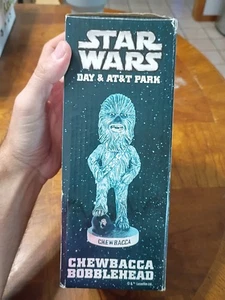 STAR
WARS
DAY @ AT&T PARK
CHEWBACCA
CHEWBACCA
BOBBLEHEAD